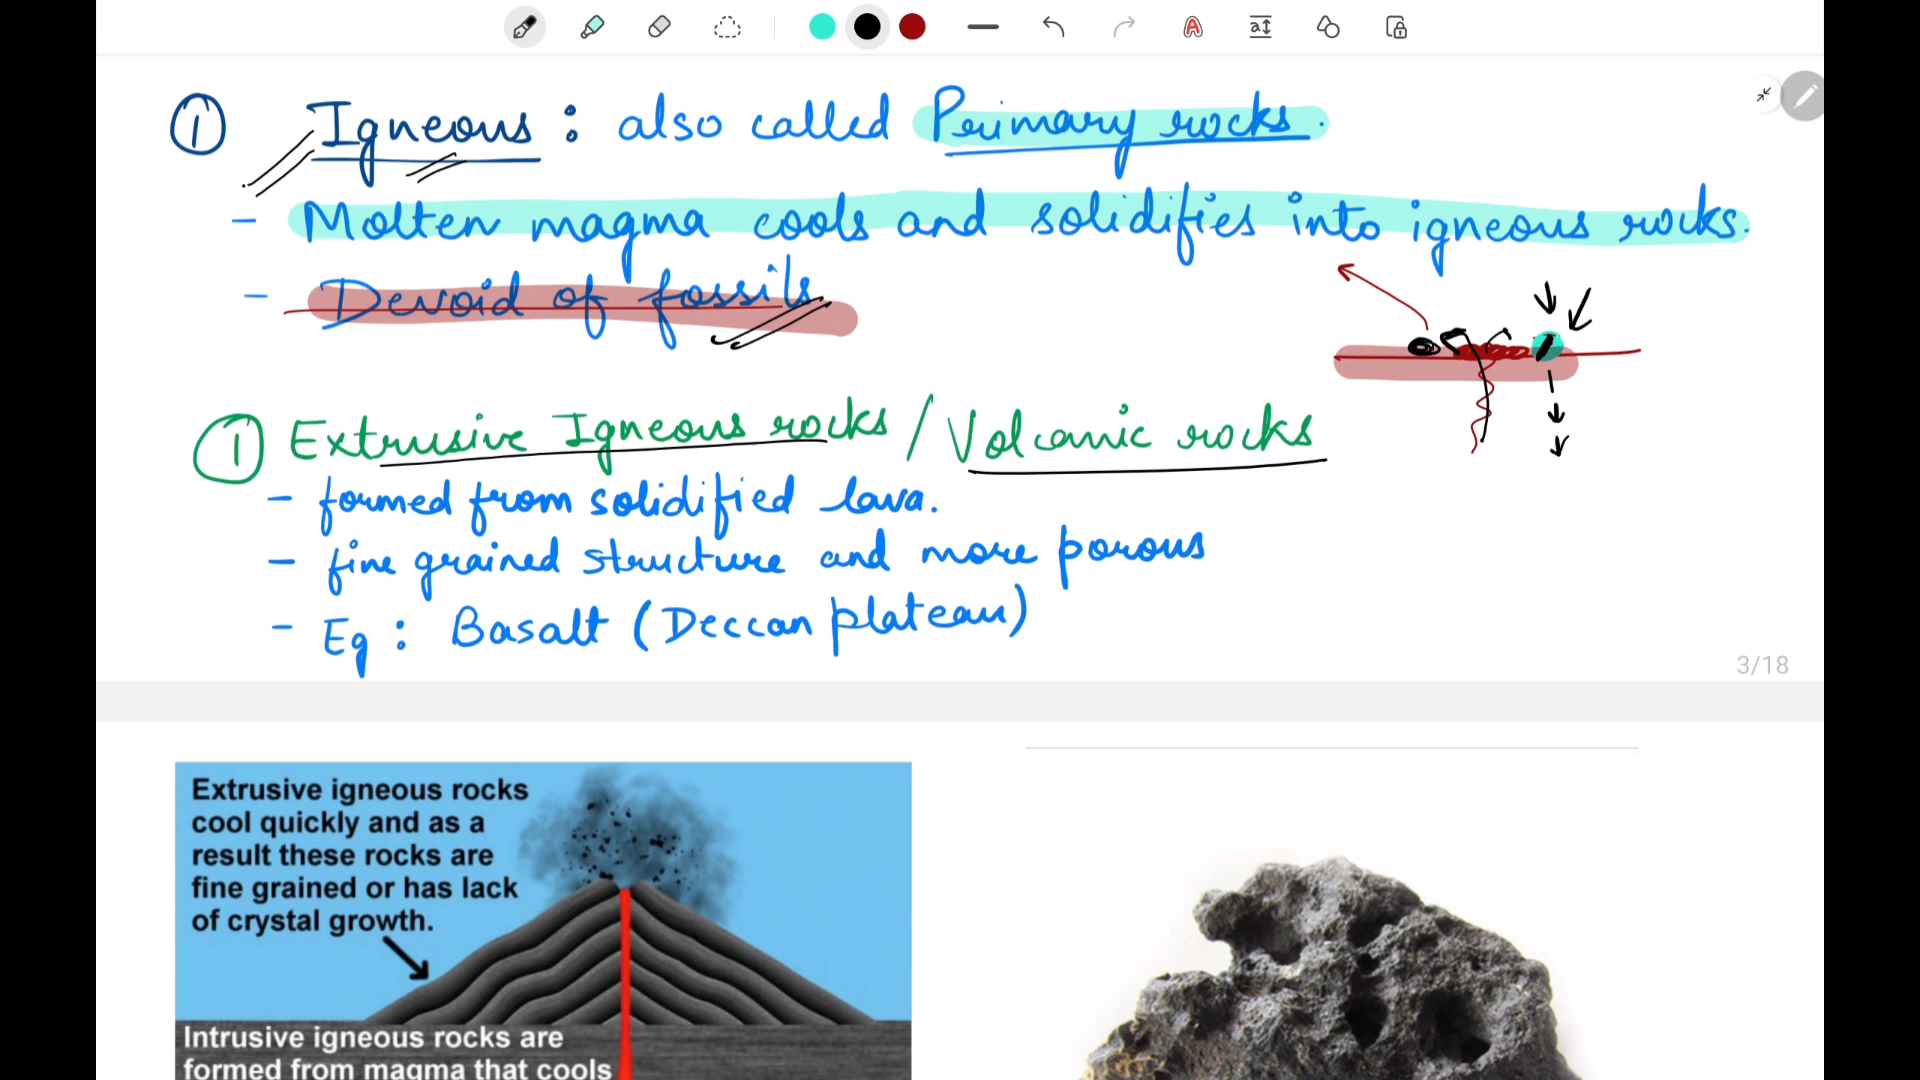 ① Igneous : also called Primary rocks.
- Molten magma cools and solidifies into igneous rocks.
- Devoid of fossils
① Extrusive Igneous rocks / Volcanic rocks
- formed from solidified lava.
- fine grained structure and more porous
- Eg : Basalt (Deccan plateau)
3/18
Extrusive igneous rocks
cool quickly and as a
result these rocks are
fine grained or has lack
of crystal growth.
Intrusive igneous rocks are
formed from magma that cools